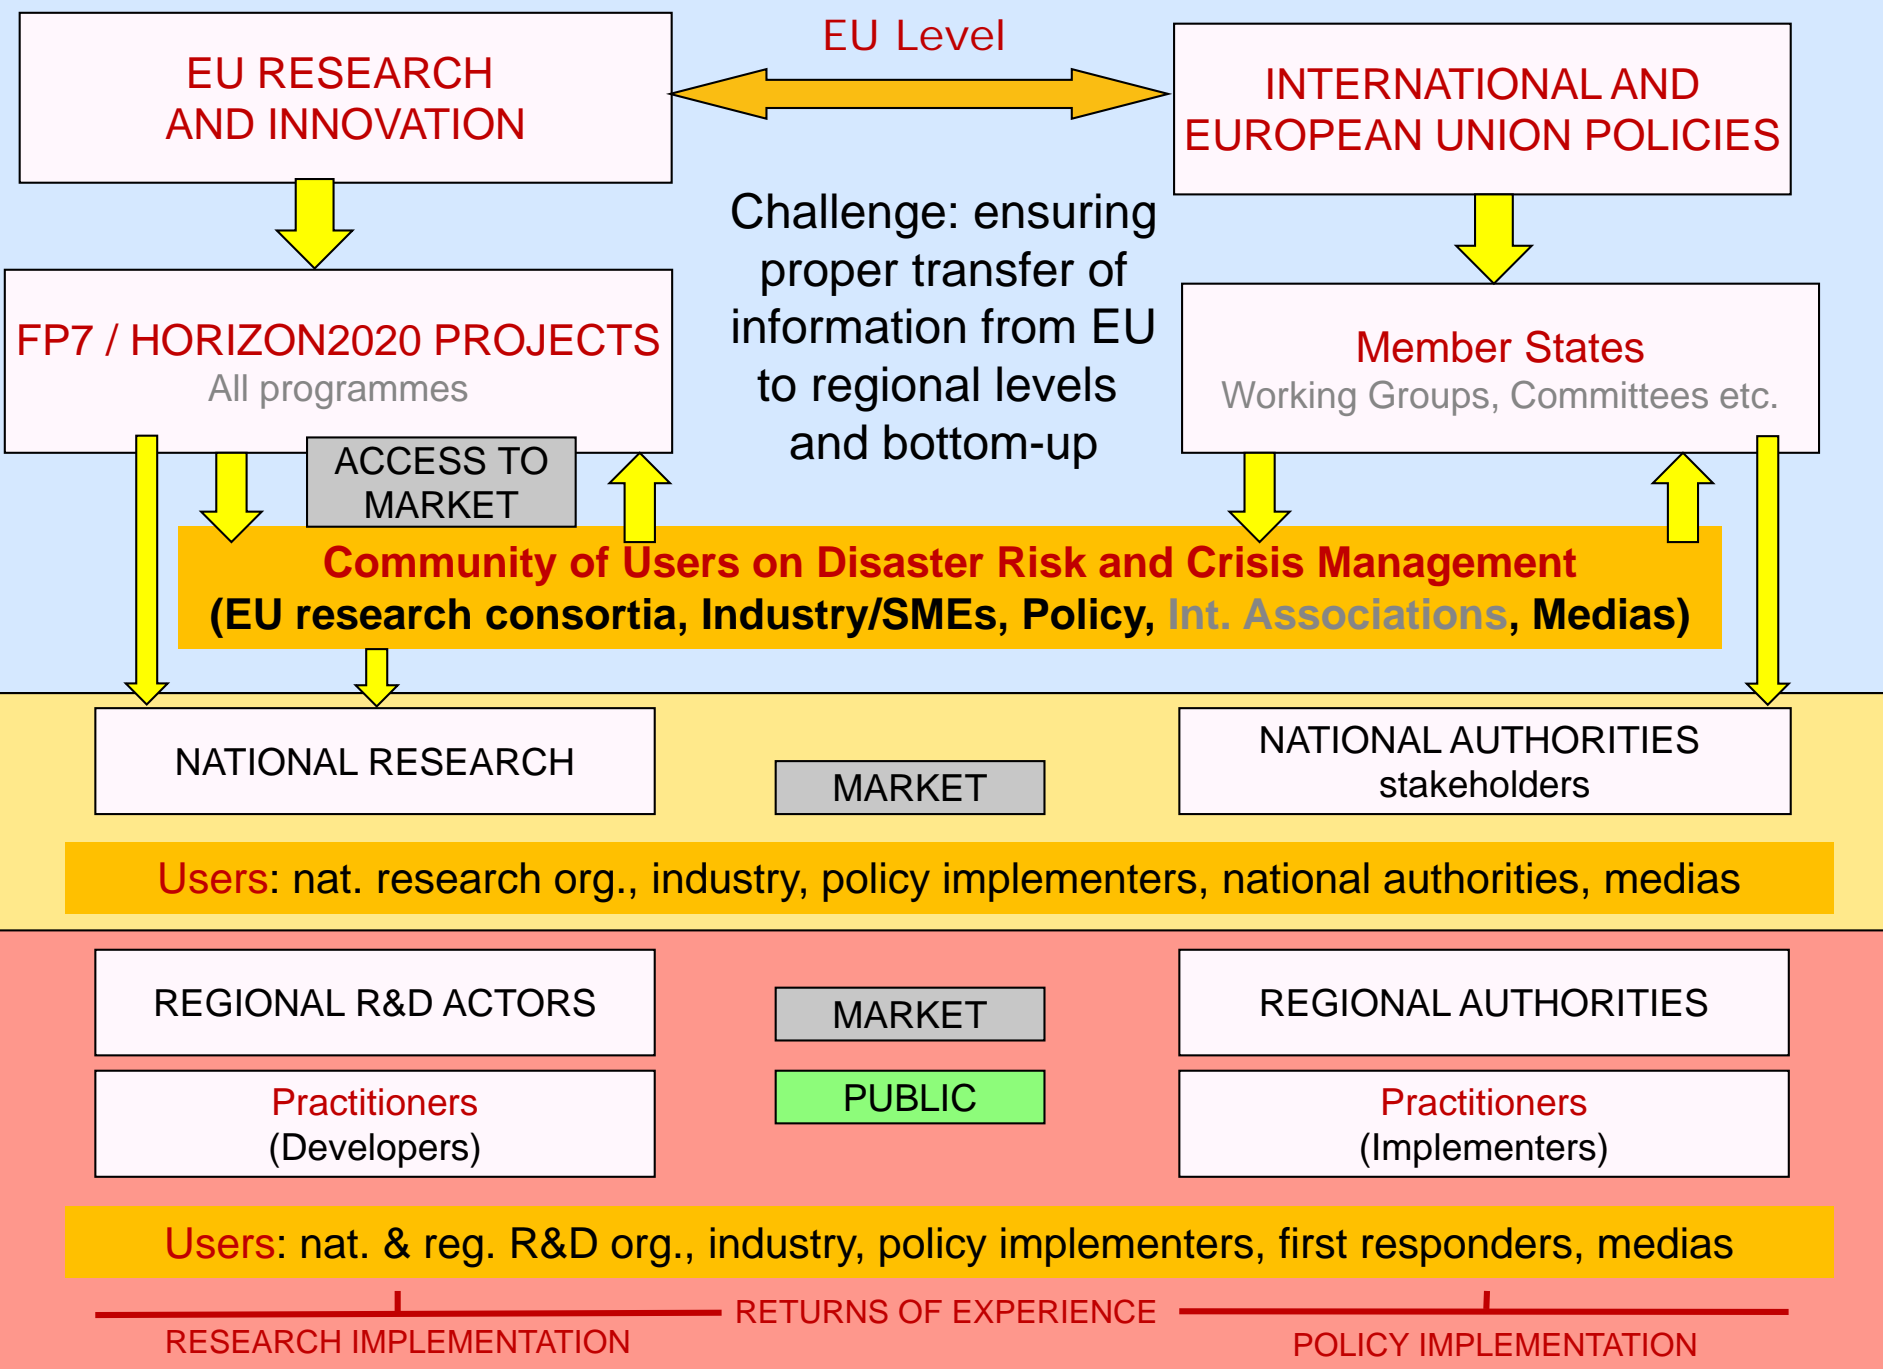 EU Level
EU RESEARCH
AND INNOVATION
INTERNATIONAL AND
EUROPEAN UNION POLICIES
Challenge: ensuring
proper transfer of
information from EU
to regional levels
and bottom-up
FP7 / HORIZON2020 PROJECTS
All programmes
Member States
Working Groups, Committees etc.
ACCESS TO
MARKET
Community of Users on Disaster Risk and Crisis Management
(EU research consortia, Industry/SMEs, Policy, Int. Associations, Medias)
NATIONAL RESEARCH
MARKET
NATIONAL AUTHORITIES
stakeholders
Users: nat. research org., industry, policy implementers, national authorities, medias
REGIONAL R&D ACTORS
MARKET
REGIONAL AUTHORITIES
Practitioners
(Developers)
PUBLIC
Practitioners
(Implementers)
Users: nat. & reg. R&D org., industry, policy implementers, first responders, medias
RETURNS OF EXPERIENCE
RESEARCH IMPLEMENTATION
POLICY IMPLEMENTATION